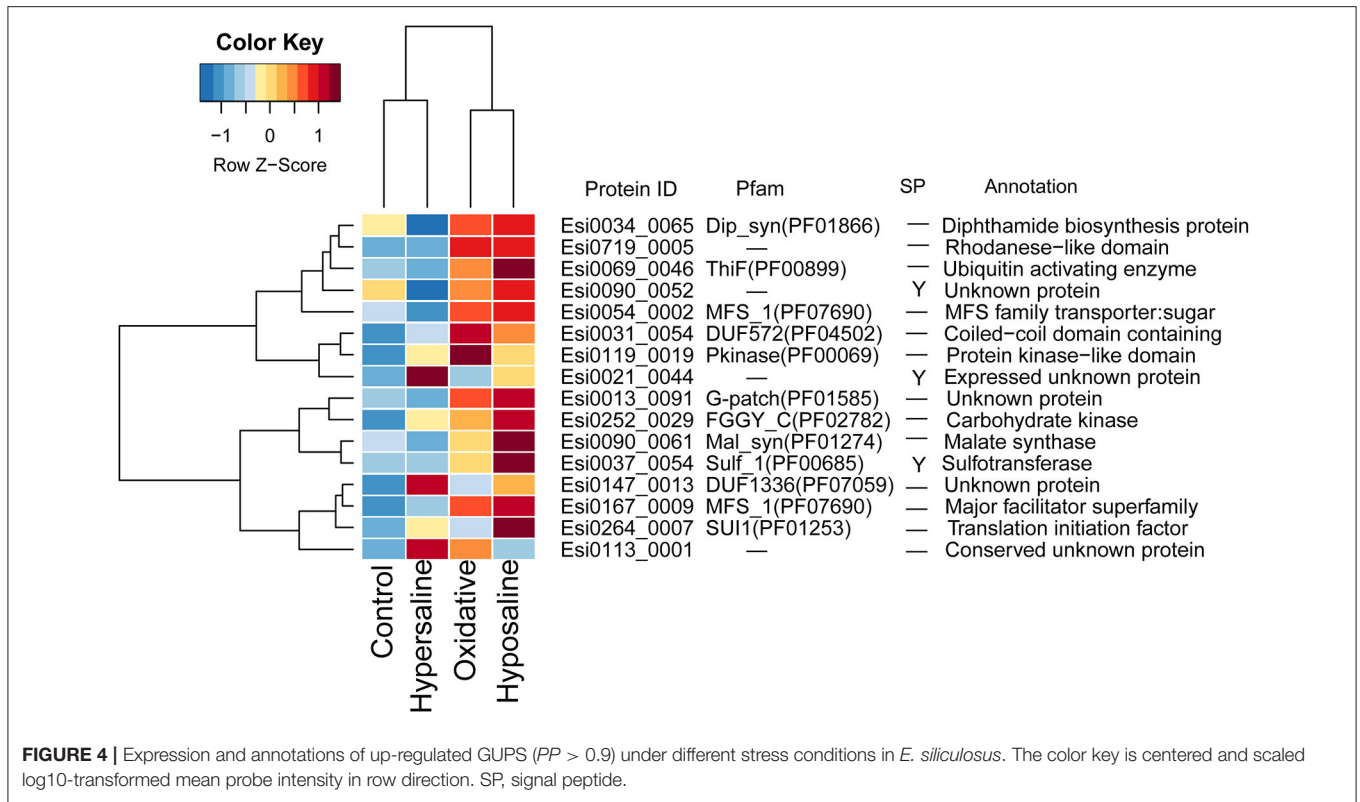 Color Key
−1 0 1
Row Z−Score
Protein ID Pfam SP Annotation
Esi0034_0065 Dip_syn(PF01866) — Diphthamide biosynthesis protein
Esi0719_0005 — — Rhodanese−like domain
Esi0069_0046 ThiF(PF00899) — Ubiquitin activating enzyme
Esi0090_0052 — Y Unknown protein
Esi0054_0002 MFS_1(PF07690) — MFS family transporter:sugar
Esi0031_0054 DUF572(PF04502) — Coiled−coil domain containing
Esi0119_0019 Pkinase(PF00069) — Protein kinase−like domain
Esi0021_0044 — Y Expressed unknown protein
Esi0013_0091 G−patch(PF01585) — Unknown protein
Esi0252_0029 FGGY_C(PF02782) — Carbohydrate kinase
Esi0090_0061 Mal_syn(PF01274) — Malate synthase
Esi0037_0054 Sulf_1(PF00685) Y Sulfotransferase
Esi0147_0013 DUF1336(PF07059) — Unknown protein
Esi0167_0009 MFS_1(PF07690) — Major facilitator superfamily
Esi0264_0007 SUI1(PF01253) — Translation initiation factor
Esi0113_0001 — — Conserved unknown protein
Control
Hypersaline
Oxidative
Hyposaline
FIGURE 4 | Expression and annotations of up-regulated GUPS (PP > 0.9) under different stress conditions in E. siliculosus. The color key is centered and scaled
log10-transformed mean probe intensity in row direction. SP, signal peptide.